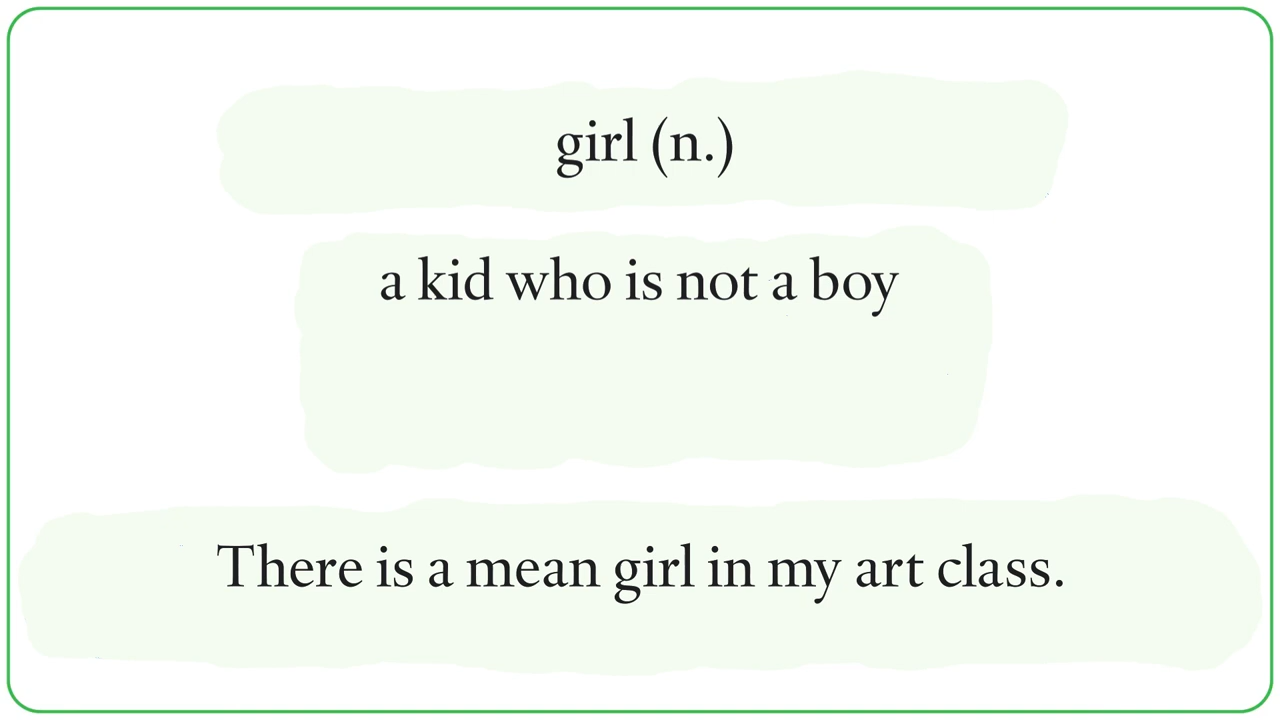 girl (n.)
a kid who is not a boy
There is a mean girl in my art class.